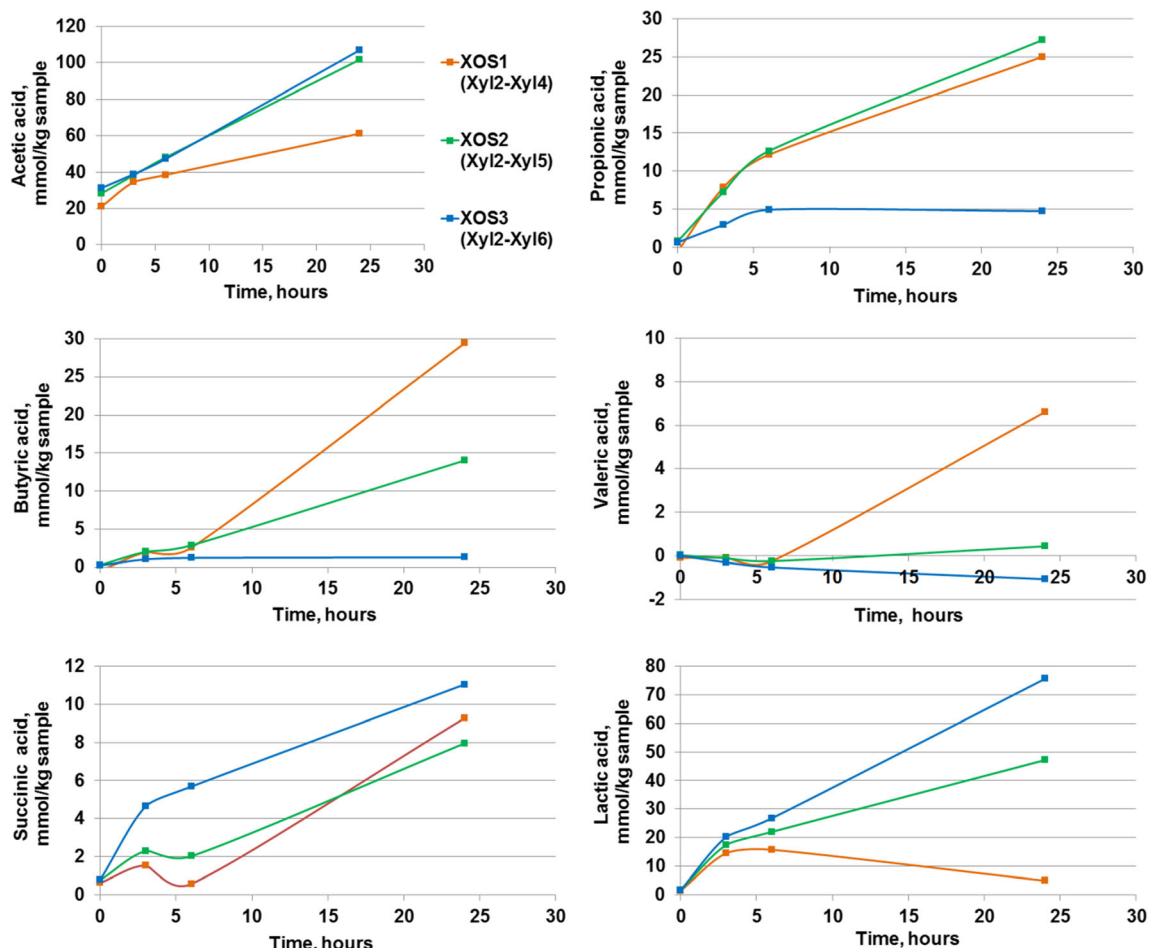 Acetic acid,
mmol/kg sample
120
100
80
60
40
20
0
0 5 10 15 20 25 30
Time, hours
XOS1
(Xyl2-Xyl4)
XOS2
(Xyl2-Xyl5)
XOS3
(Xyl2-Xyl6)
Propionic acid,
mmol/kg sample
30
25
20
15
10
5
0
0 5 10 15 20 25 30
Time, hours
Butyric acid,
mmol/kg sample
30
25
20
15
10
5
0
0 5 10 15 20 25 30
Time, hours
Valeric acid,
mmol/kg sample
10
8
6
4
2
0
-2
0 5 10 15 20 25 30
Time, hours
Succinic acid,
mmol/kg sample
12
10
8
6
4
2
0
0 5 10 15 20 25 30
Time, hours
Lactic acid,
mmol/kg sample
80
70
60
50
40
30
20
10
0
0 5 10 15 20 25 30
Time, hours